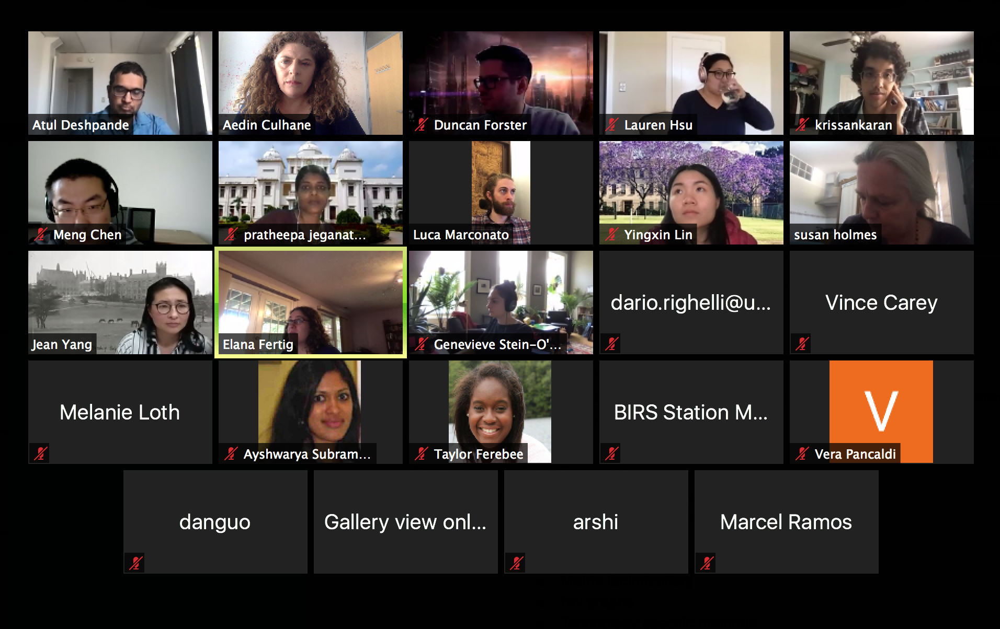 Atul Deshpande
Aedin Culhane
Duncan Forster
Lauren Hsu
krissankaran
Meng Chen
pratheepa jeganat...
Luca Marconato
Yingxin Lin
susan holmes
Jean Yang
Elana Fertig
Genevieve Stein-O'...
dario.righelli@u...
Vince Carey
Melanie Loth
Ayshwarya Subram...
Taylor Ferebee
BIRS Station M...
V
Vera Pancaldi
danguo
Gallery view onl...
arshi
Marcel Ramos